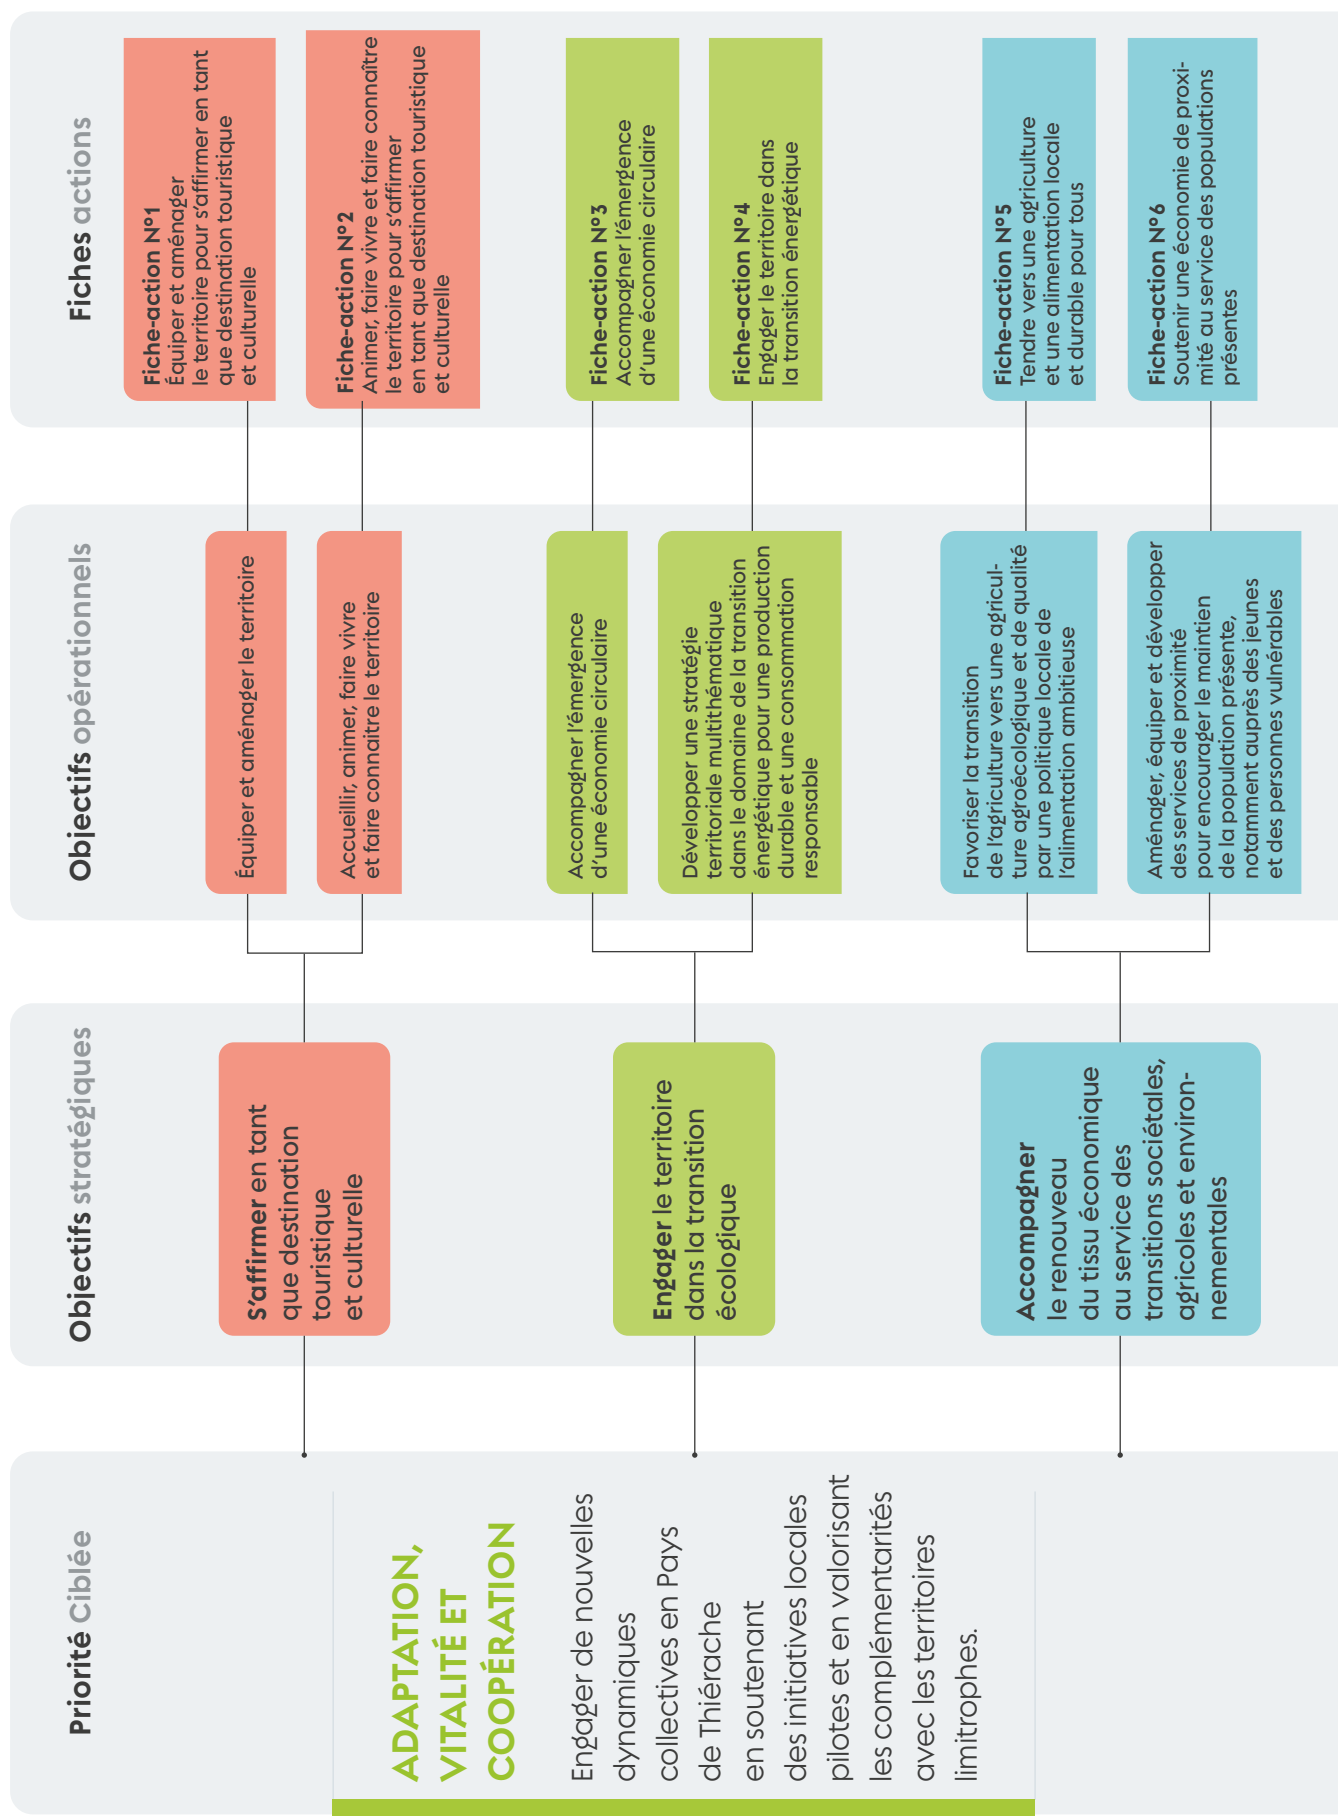 Priorité Ciblée
ADAPTATION,
VITALITÉ ET
COOPÉRATION
Engager de nouvelles
dynamiques
collectives en Pays
de Thiérache
en soutenant
des initiatives locales
pilotes et en valorisant
les complémentarités
avec les territoires
limitrophes.
Objectifs stratégiques
S’affirmer en tant
que destination
touristique
et culturelle
Engager le territoire
dans la transition
écologique
Accompagner
le renouveau
du tissu économique
au service des
transitions sociétales,
agricoles et environ-
nementales
Objectifs opérationnels
Équiper et aménager le territoire
Accueillir, animer, faire vivre
et faire connaitre le territoire
Accompagner l’émergence
d’une économie circulaire
Développer une stratégie
territoriale multithématique
dans le domaine de la transition
énergétique pour une production
durable et une consommation
responsable
Favoriser la transition
de l’agriculture vers une agricul-
ture agroécologique et de qualité
par une politique locale de
l’alimentation ambitieuse
Aménager, équiper et développer
des services de proximité
pour encourager le maintien
de la population présente,
notamment auprès des jeunes
et des personnes vulnérables
Fiches actions
Fiche-action N°1
Équiper et aménager
le territoire pour s’affirmer en tant
que destination touristique
et culturelle
Fiche-action N°2
Animer, faire vivre et faire connaître
le territoire pour s’affirmer
en tant que destination touristique
et culturelle
Fiche-action N°3
Accompagner l’émergence
d’une économie circulaire
Fiche-action N°4
Engager le territoire dans
la transition énergétique
Fiche-action N°5
Tendre vers une agriculture
et une alimentation locale
et durable pour tous
Fiche-action N°6
Soutenir une économie de proxi-
mité au service des populations
présentes